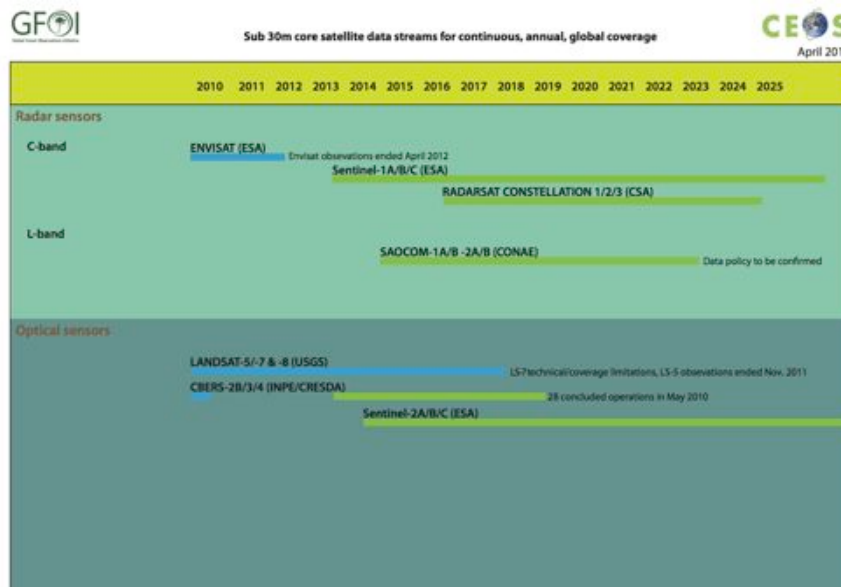 GFOI
Sub 30m core satellite data streams for continuous, annual, global coverage
CEOS
April 201
2010 2011 2012 2013 2014 2015 2016 2017 2018 2019 2020 2021 2022 2023 2024 2025
Radar sensors
C-band
ENVISAT (ESA)
Envisat obsevations ended April 2012
Sentinel-1A/B/C (ESA)
RADARSAT CONSTELLATION 1/2/3 (CSA)
L-band
SAOCOM-1A/B -2A/B (CONAE)
Data policy to be confirmed
Optical sensors
LANDSAT-5/-7 & -8 (USGS)
LS-7 technical/coverage limitations, LS-5 obsevations ended Nov. 2011
CBERS-2B/3/4 (INPE/CRESDA)
28 concluded operations in May 2010
Sentinel-2A/B/C (ESA)